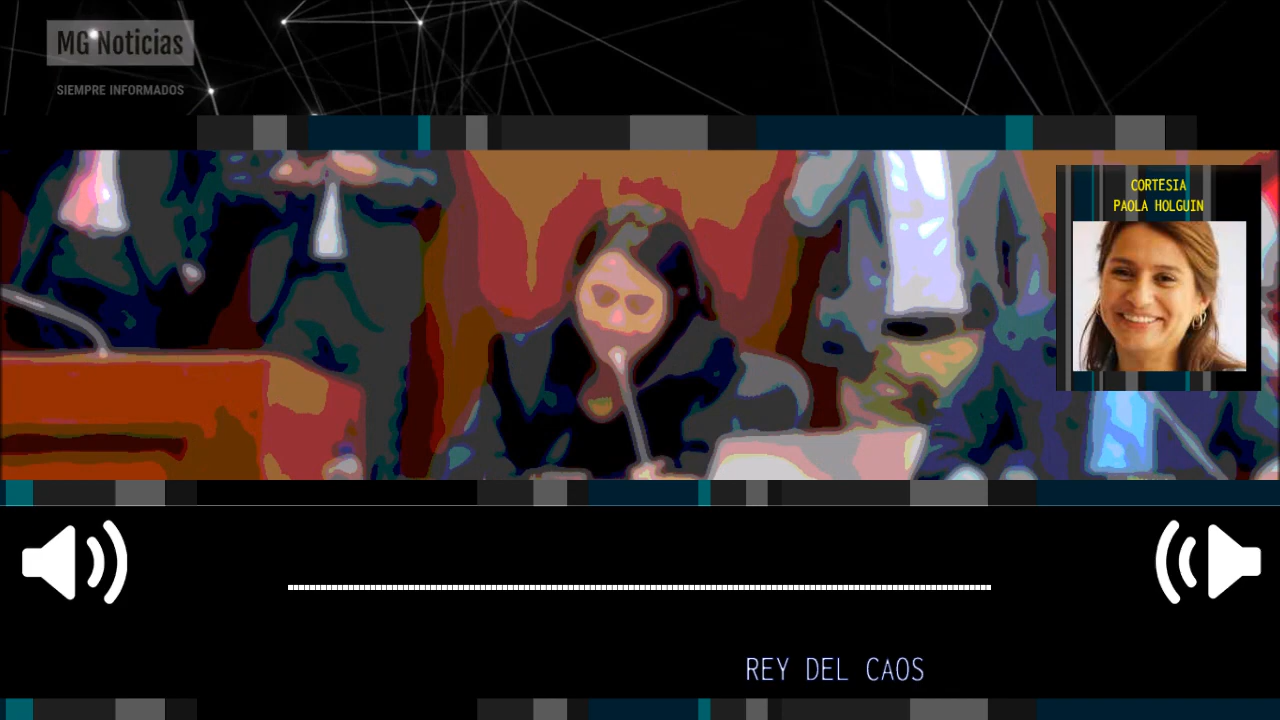 MG Noticias
SIEMPRE INFORMADOS
CORTESIA
PAOLA HOLGUIN
REY DEL CAOS